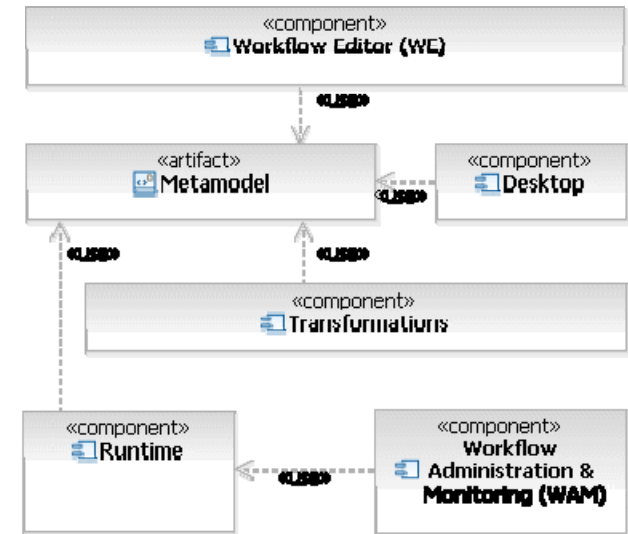 «component»
Workflow Editor (WE)
«use»
«artifact»
Metamodel
«component»
Desktop
«use»
«use»
«use»
«component»
Transformations
«component»
Runtime
«component»
Workflow
Administration &
Monitoring (WAM)
«use»